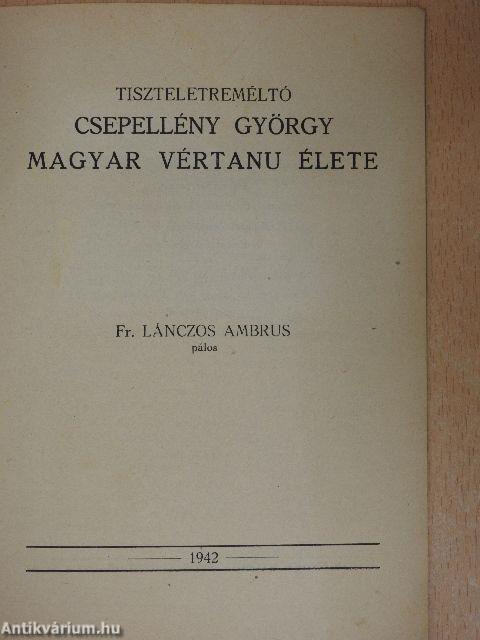 TISZTELETREMÉLTÓ
CSEPELLÉNY GYÖRGY
MAGYAR VÉRTANU ÉLETE
Fr. LÁNCZOS AMBRUS
pálos
1942
Antikvárium.hu